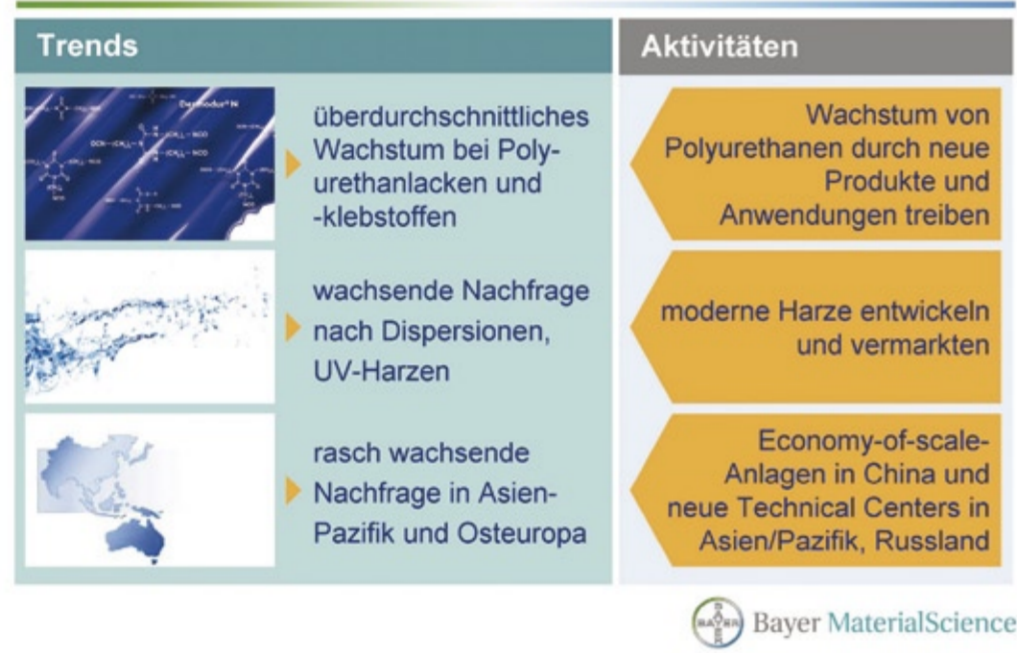 Trends
Aktivitäten
Desmodur® N
überdurchschnittliches
Wachstum bei Poly-
urethanlacken und
-klebstoffen
Wachstum von
Polyurethanen durch neue
Produkte und
Anwendungen treiben
wachsende Nachfrage
nach Dispersionen,
UV-Harzen
moderne Harze entwickeln
und vermarkten
rasch wachsende
Nachfrage in Asien-
Pazifik und Osteuropa
Economy-of-scale-
Anlagen in China und
neue Technical Centers in
Asien/Pazifik, Russland
BAYER
Bayer MaterialScience